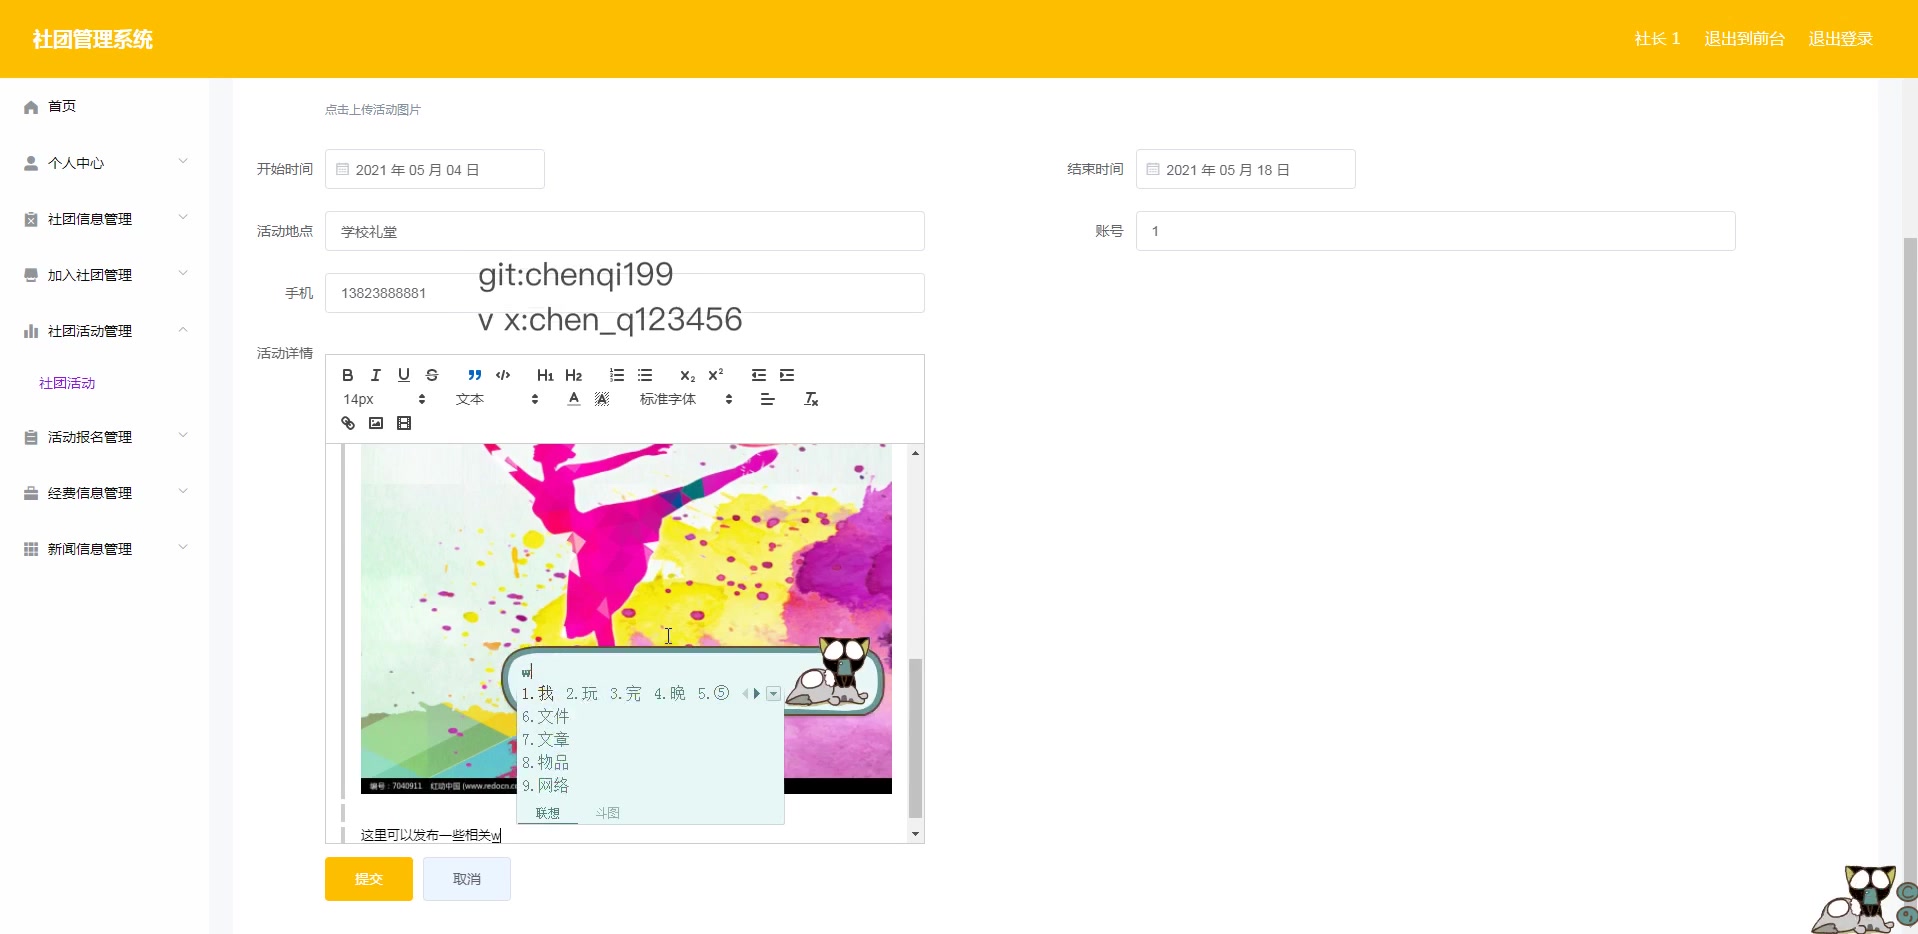 社团管理系统
社长 1 退出到前台 退出登录
首页
个人中心
社团信息管理
加入社团管理
社团活动管理
社团活动
活动报名管理
经费信息管理
新闻信息管理
点击上传活动图片
开始时间 2021 年 05 月 04 日
结束时间 2021 年 05 月 18 日
活动地点 学校礼堂
账号 1
git:chenqi199
手机 13823888881
v x:chen_q123456
活动详情
B I U S ” </> H1 H2 X2 X2
14px 文本 A A 标准字体 Tx
w
1.我 2.玩 3.完 4.晚 5.⑤
6.文件
7.文章
8.物品
9.网络
联想 斗图
编号：7040911 红动中国 (www.redocn.c
这里可以发布一些相关w
提交 取消